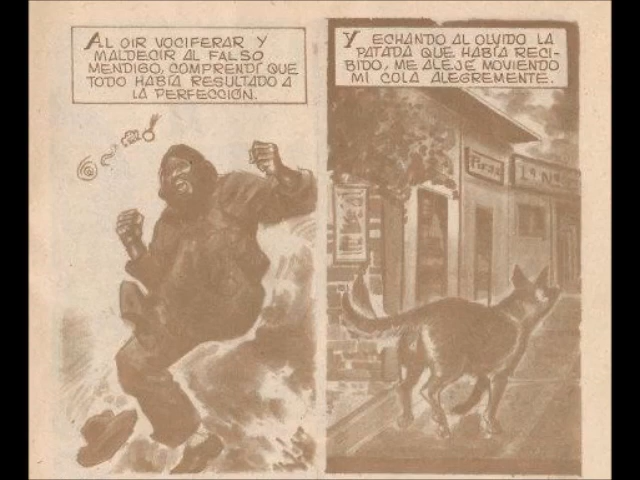 AL OIR VOCIFERAR Y
MALDECIR AL FALSO
MENDIGO, COMPRENDÍ QUE
TODO HABÍA RESULTADO A
LA PERFECCIÓN.
Y ECHANDO AL OLVIDO LA
PATADA QUE HABÍA RECI-
BIDO, ME ALEJE MOVIENDO
MI COLA ALEGREMENTE.